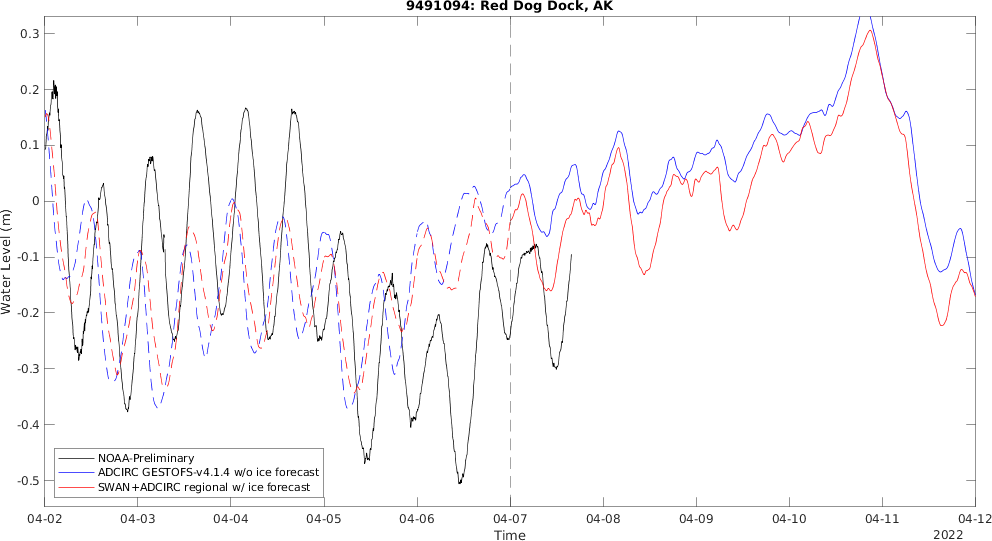 9491094: Red Dog Dock, AK
0.3
0.2
0.1
0
-0.1
-0.2
-0.3
-0.4
-0.5
Water Level (m)
NOAA-Preliminary
ADCIRC GESTOFS-v4.1.4 w/o ice forecast
SWAN+ADCIRC regional w/ ice forecast
04-02 04-03 04-04 04-05 04-06 04-07 04-08 04-09 04-10 04-11 04-12
Time
2022